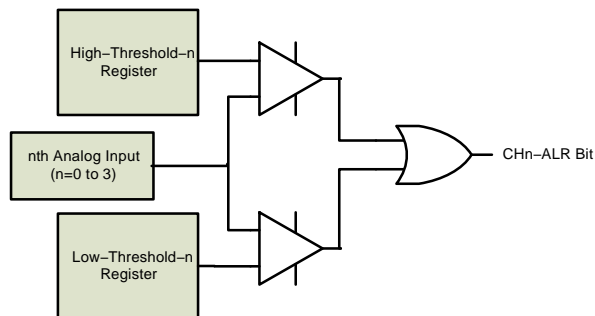 High−Threshold−n
Register
nth Analog Input
(n=0 to 3)
CHn−ALR Bit
Low−Threshold−n
Register